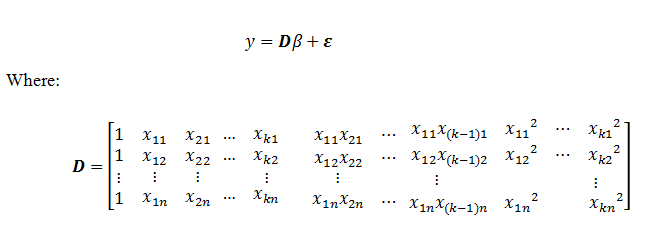 y = Dβ + ε
Where:
D = [1 x₁₁ x₂₁ ⋯ xₖ₁ x₁₁x₂₁ ⋯ x₁₁x₍ₖ₋₁₎₁ x₁₁² ⋯ xₖ₁²
1 x₁₂ x₂₂ ⋯ xₖ₂ x₁₂x₂₂ ⋯ x₁₂x₍ₖ₋₁₎₂ x₁₂² ⋯ xₖ₂²
⋮ ⋮ ⋮ ⋮ ⋮ ⋮ ⋮
1 x₁ₙ x₂ₙ ⋯ xₖₙ x₁ₙx₂ₙ ⋯ x₁ₙx₍ₖ₋₁₎ₙ x₁ₙ² xₖₙ²]